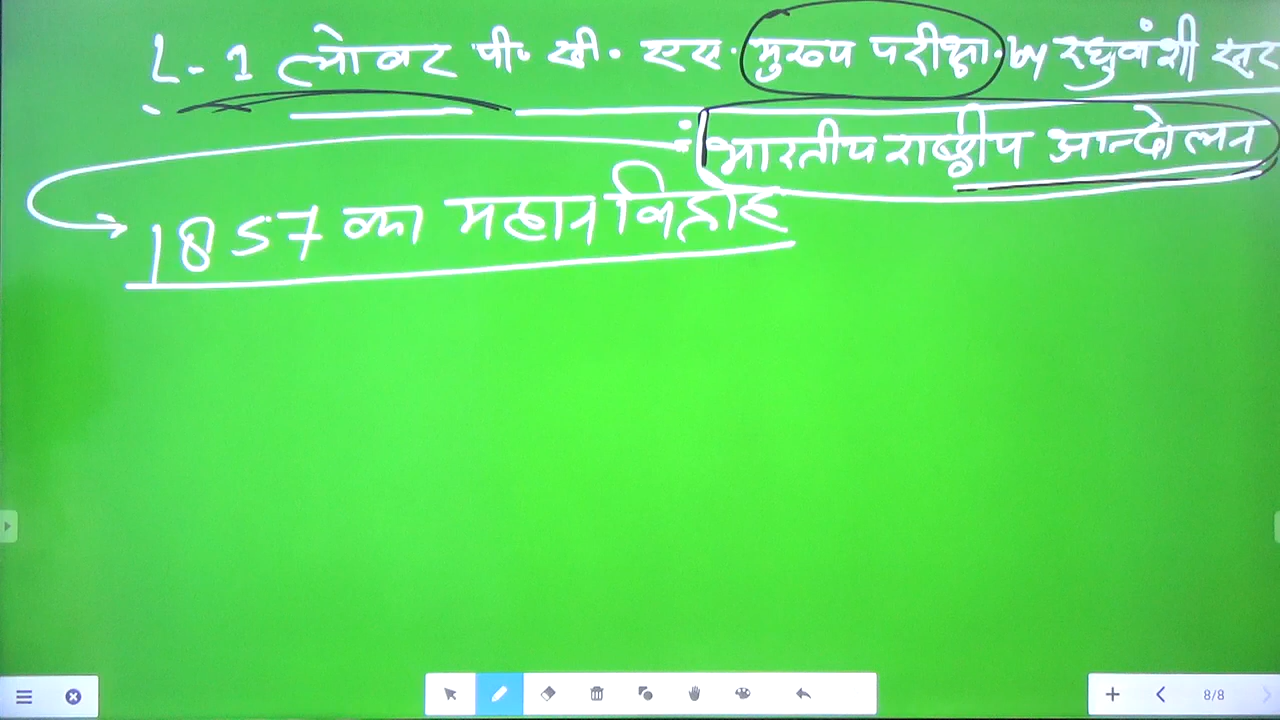 L-1 लोअर पी. सी. एस. मुख्य परीक्षा. by रघुवंशी सर
: भारतीय राष्ट्रीय आन्दोलन
1857 का महान विद्रोह
8/8